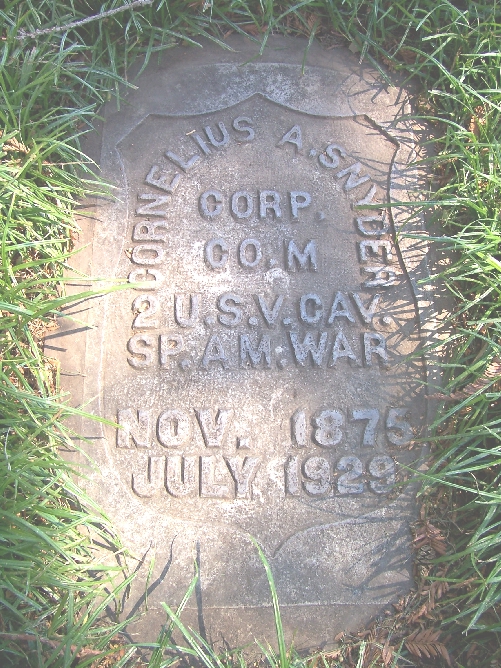 CORNELIUS A. SNYDER
CORP.
CO. M
2 U.S.V. CAV.
SP. AM. WAR
NOV. 1875
JULY 1929